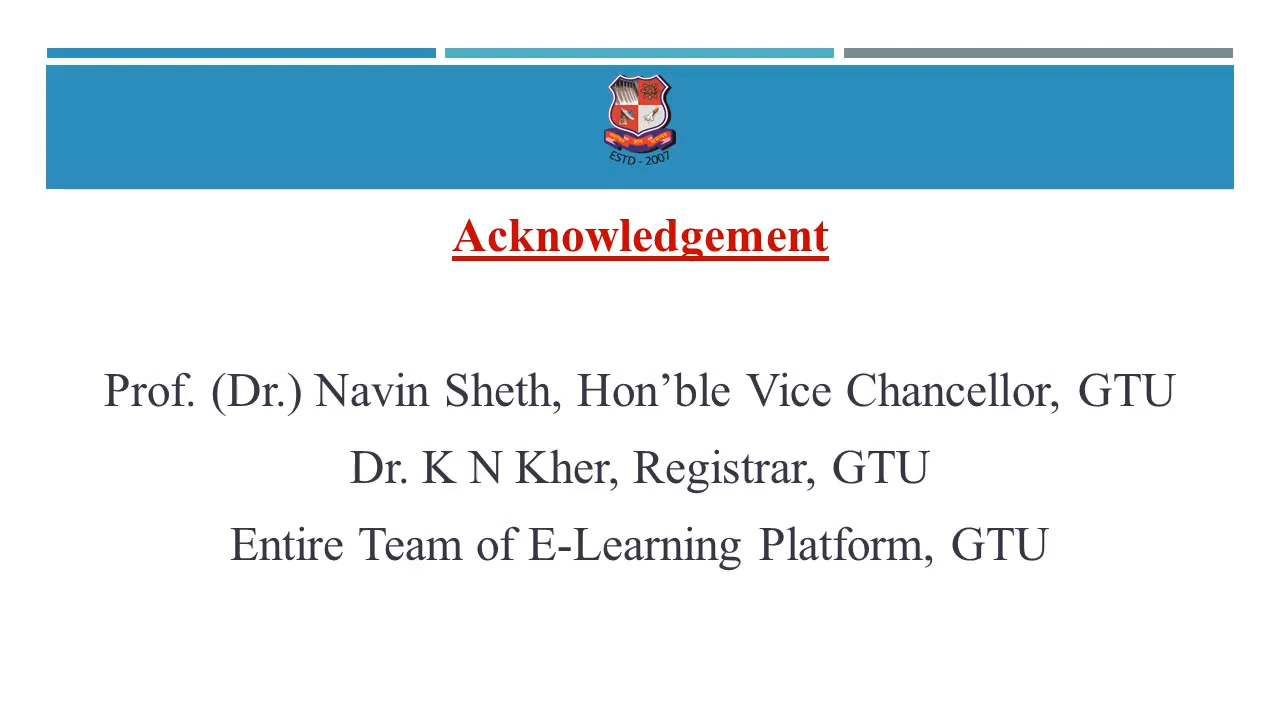 ESTD - 2007
Acknowledgement
Prof. (Dr.) Navin Sheth, Hon’ble Vice Chancellor, GTU
Dr. K N Kher, Registrar, GTU
Entire Team of E-Learning Platform, GTU